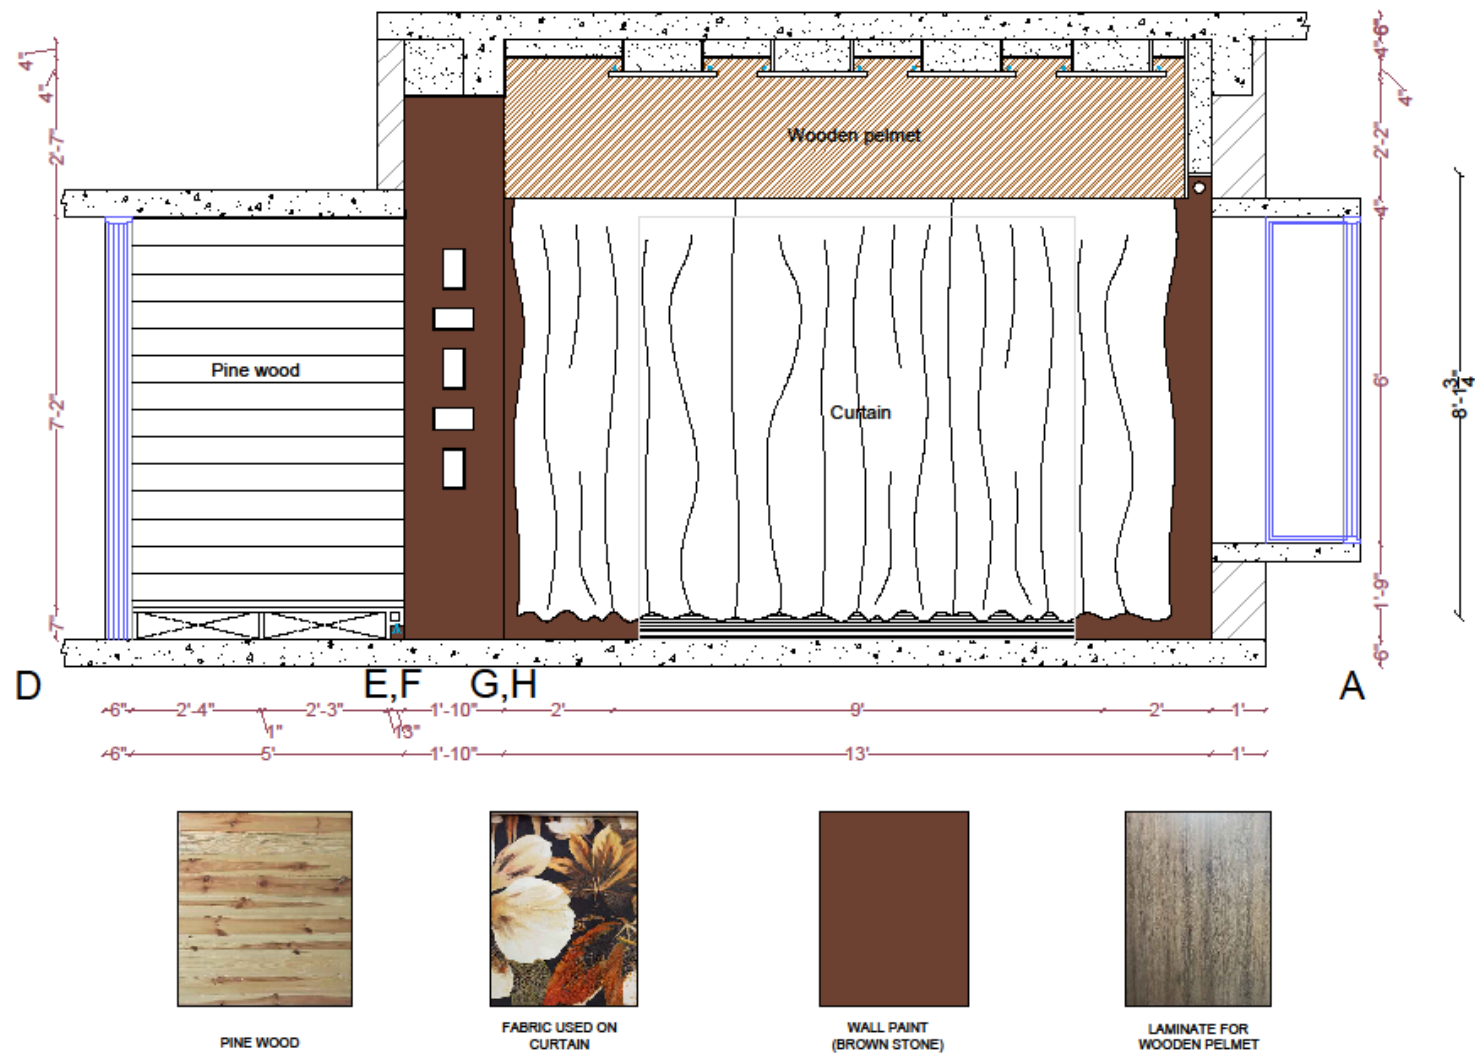 6"
4"
4"
4"
4"
2'-7"
2'-2"
Wooden pelmet
4"
7'-2"
Pine wood
6'
8'-1 3/4"
Curtain
1'-9"
7"
6"
D
E,F
G,H
A
6" 2'-4" 2'-3" 1'-10" 2' 9' 2' 1'
1"
6" 5' 1'-10" 13' 1'
PINE WOOD
FABRIC USED ON
CURTAIN
WALL PAINT
(BROWN STONE)
LAMINATE FOR
WOODEN PELMET